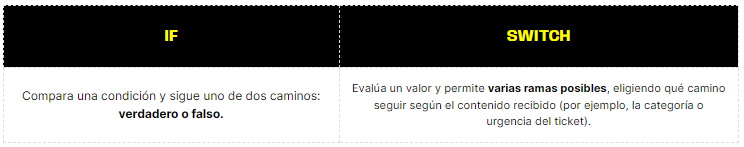 IF
SWITCH
Compara una condición y sigue uno de dos caminos:
verdadero o falso.
Evalúa un valor y permite varias ramas posibles, eligiendo qué camino
seguir según el contenido recibido (por ejemplo, la categoría o
urgencia del ticket).